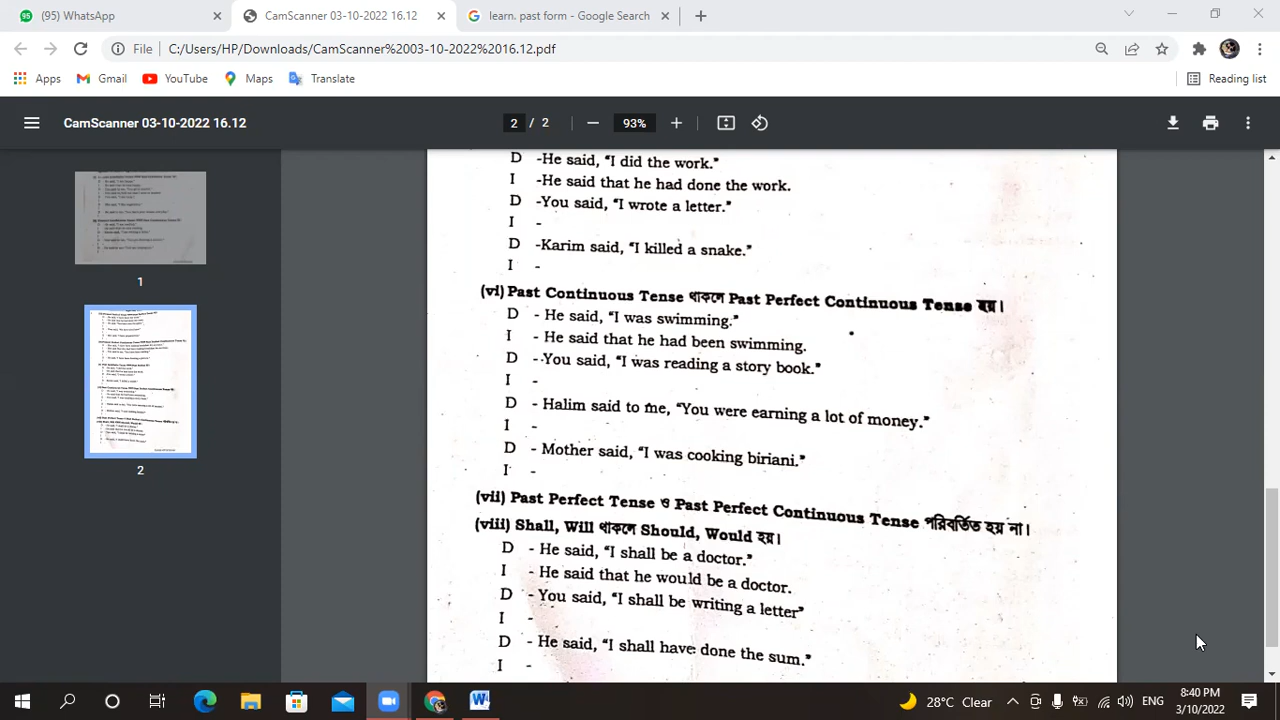 (95) WhatsApp
CamScanner 03-10-2022 16.12
learn. past form - Google Search
File
C:/Users/HP/Downloads/CamScanner%2003-10-2022%2016.12.pdf
Apps
Gmail
YouTube
Maps
Translate
Reading list
CamScanner 03-10-2022 16.12
2 / 2
93%
D -He said, “I did the work.”
I -He said that he had done the work.
D -You said, “I wrote a letter.”
I -
D -Karim said, “I killed a snake.”
I -
(vi) Past Continuous Tense থাকলে Past Perfect Continuous Tense হয়।
D - He said, “I was swimming.”
I - He said that he had been swimming.
D - You said, “I was reading a story book.”
I -
D - Halim said to me, “You were earning a lot of money.”
I -
D - Mother said, “I was cooking biriani.”
I -
(vii) Past Perfect Tense ও Past Perfect Continuous Tense পরিবর্তিত হয় না।
(viii) Shall, Will থাকলে Should, Would হয়।
D - He said, “I shall be a doctor.”
I - He said that he would be a doctor.
D - You said, “I shall be writing a letter”
I -
D - He said, “I shall have done the sum.”
I -
1
2
28°C Clear
ENG
8:40 PM
3/10/2022